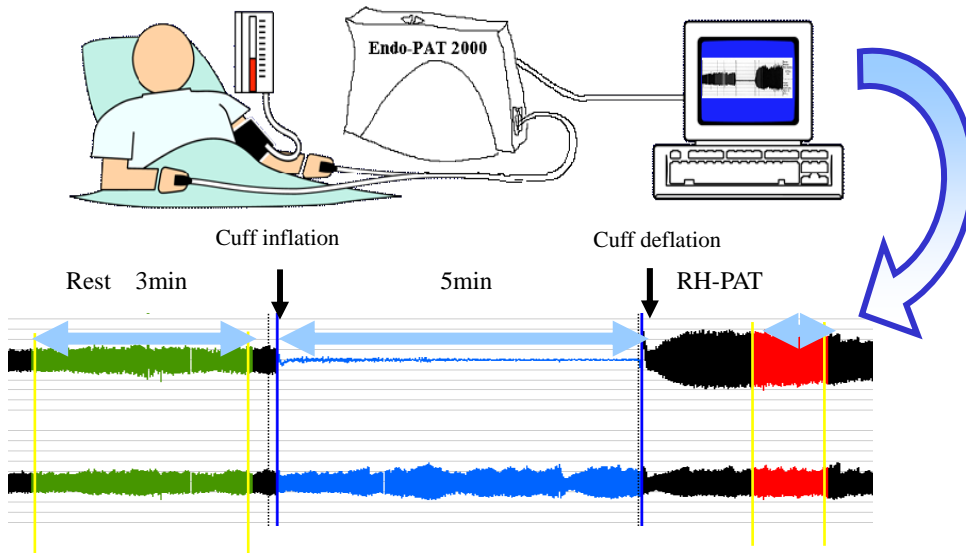 Endo-PAT 2000
Cuff inflation
Cuff deflation
Rest 3min
5min
RH-PAT